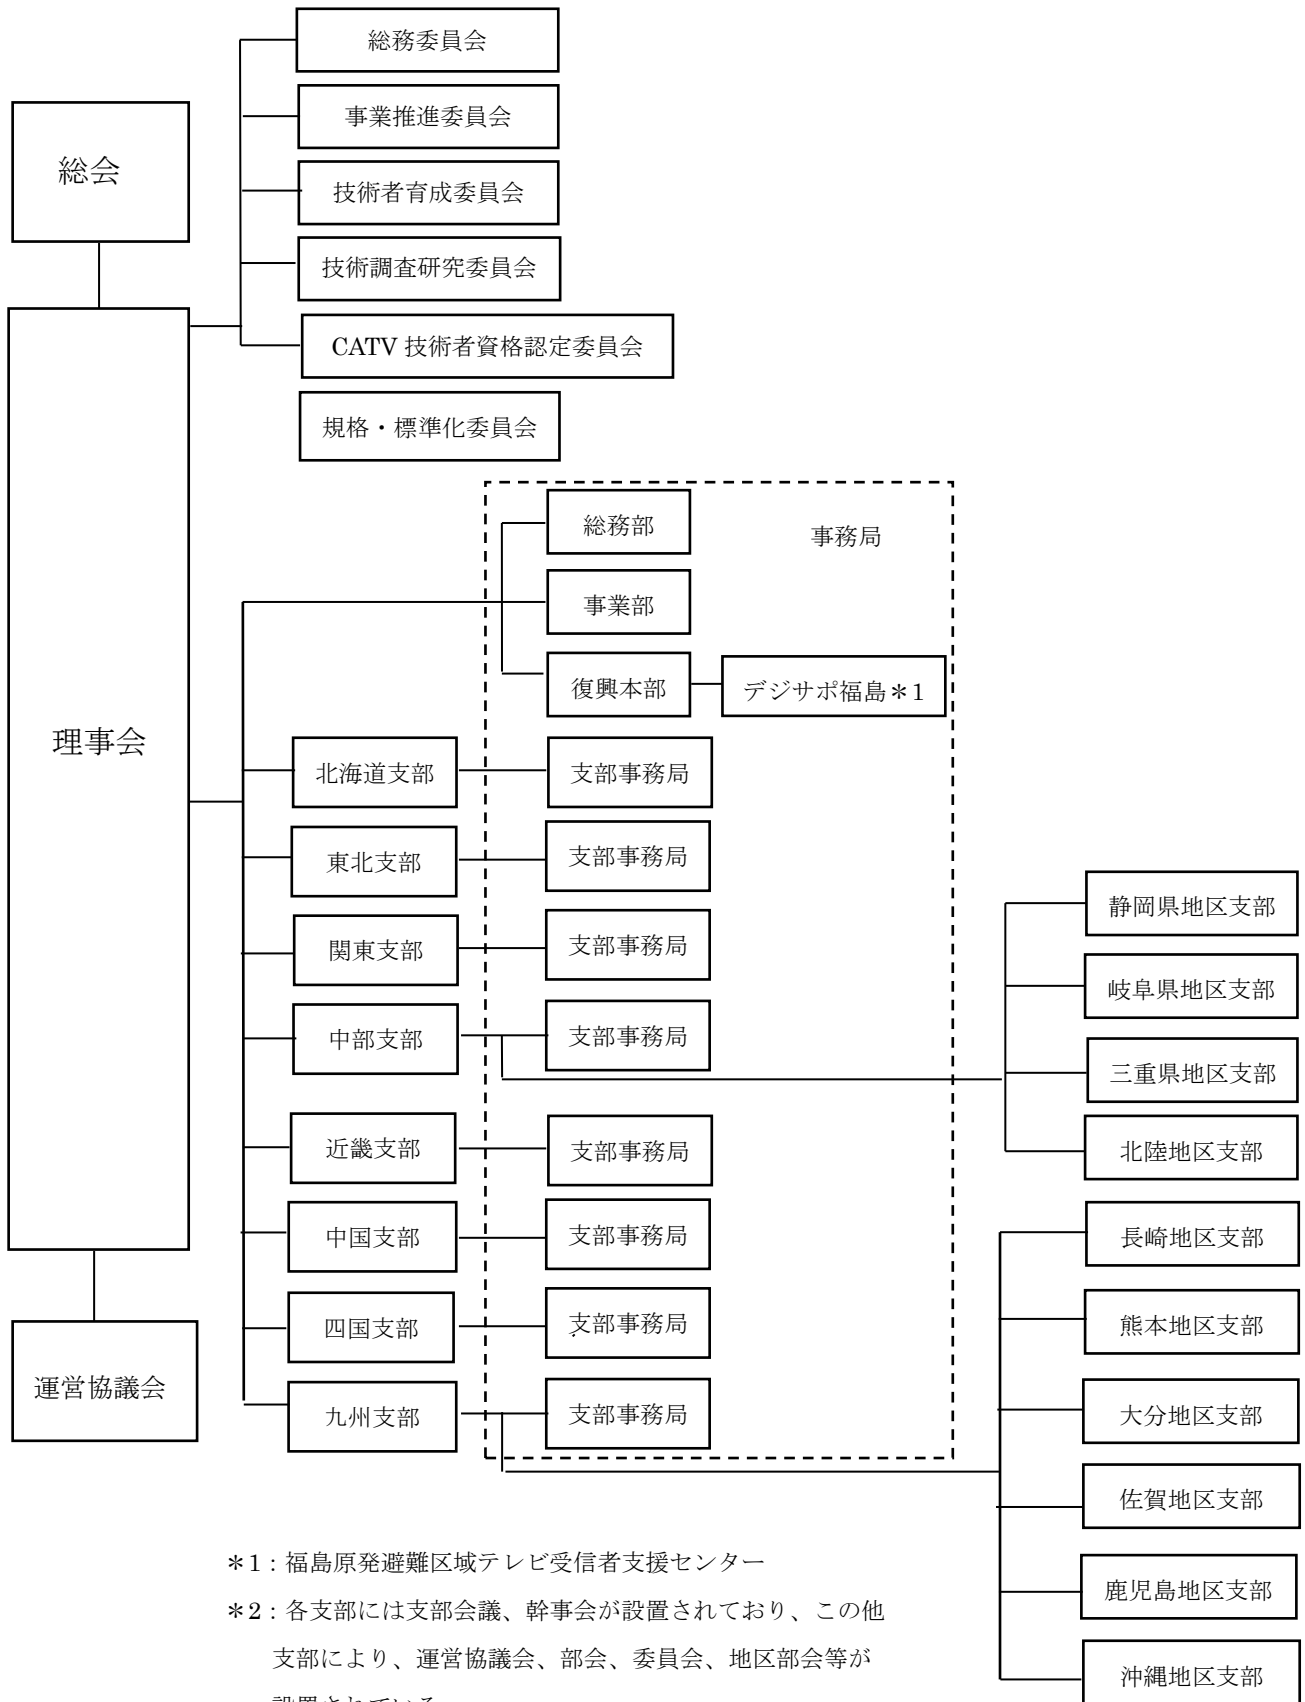 総務委員会
事業推進委員会
総会
技術者育成委員会
技術調査研究委員会
CATV 技術者資格認定委員会
規格・標準化委員会
総務部
事務局
事業部
復興本部
デジサポ福島＊1
理事会
北海道支部
支部事務局
東北支部
支部事務局
静岡県地区支部
関東支部
支部事務局
岐阜県地区支部
中部支部
支部事務局
三重県地区支部
近畿支部
支部事務局
北陸地区支部
中国支部
支部事務局
長崎地区支部
四国支部
支部事務局
熊本地区支部
運営協議会
九州支部
支部事務局
大分地区支部
佐賀地区支部
鹿児島地区支部
沖縄地区支部
＊1：福島原発避難区域テレビ受信者支援センター
＊2：各支部には支部会議、幹事会が設置されており、この他
支部により、運営協議会、部会、委員会、地区部会等が
設置されている